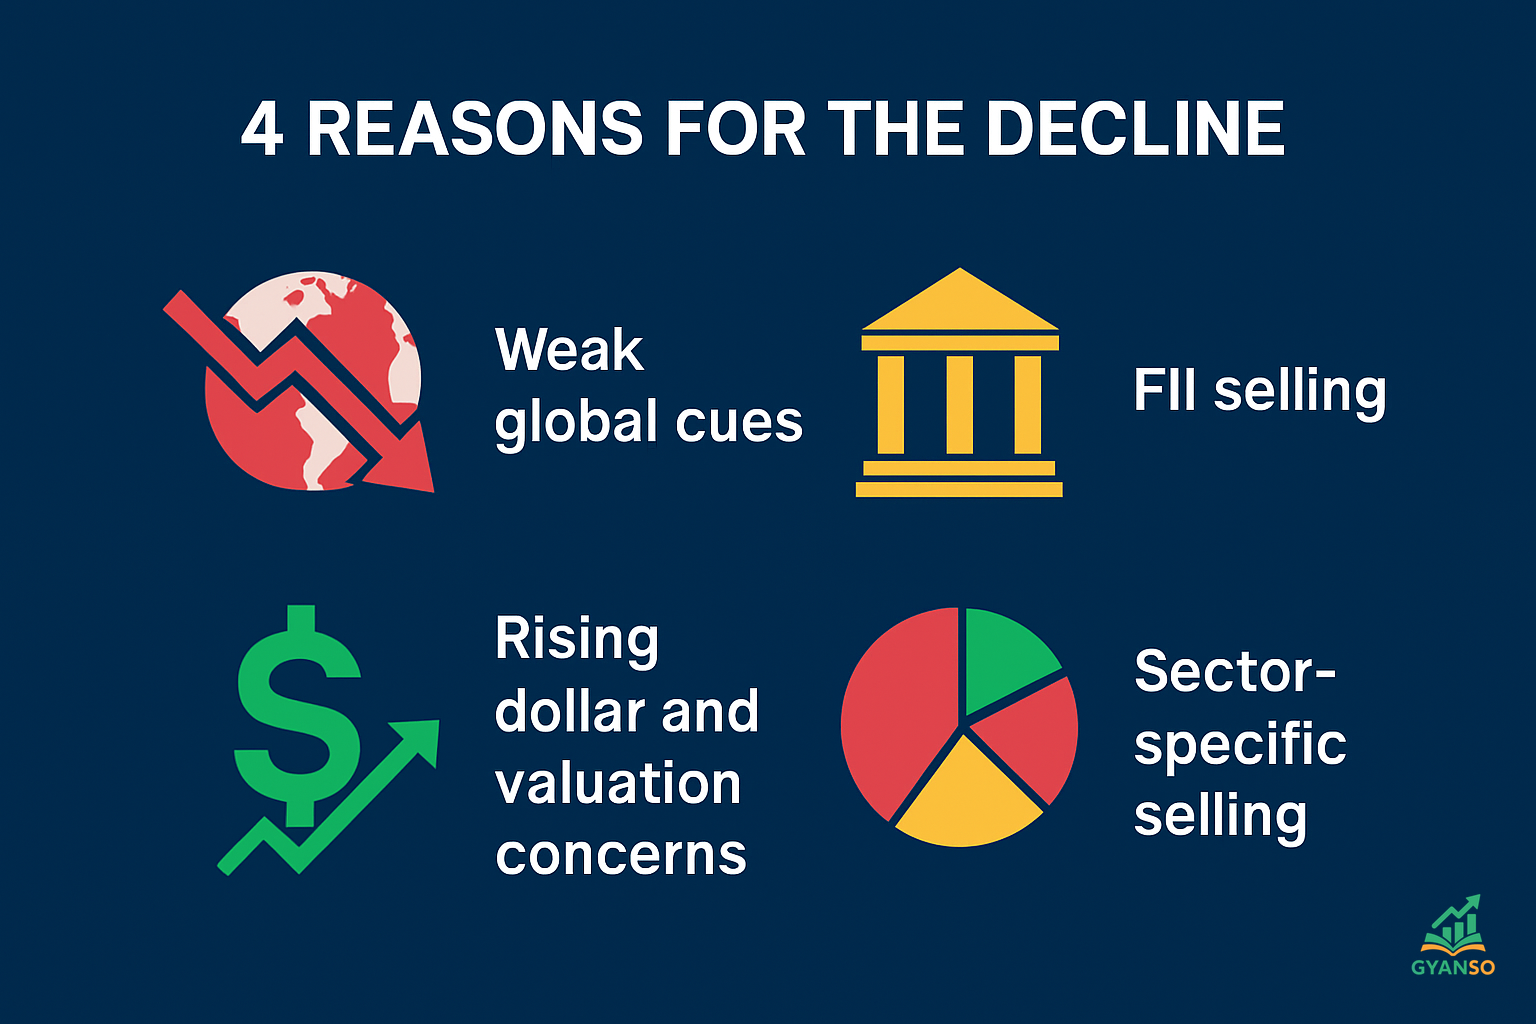 4 REASONS FOR THE DECLINE
Weak
global cues
FII selling
Rising
dollar and
valuation
concerns
Sector-
specific
selling
GYANSO